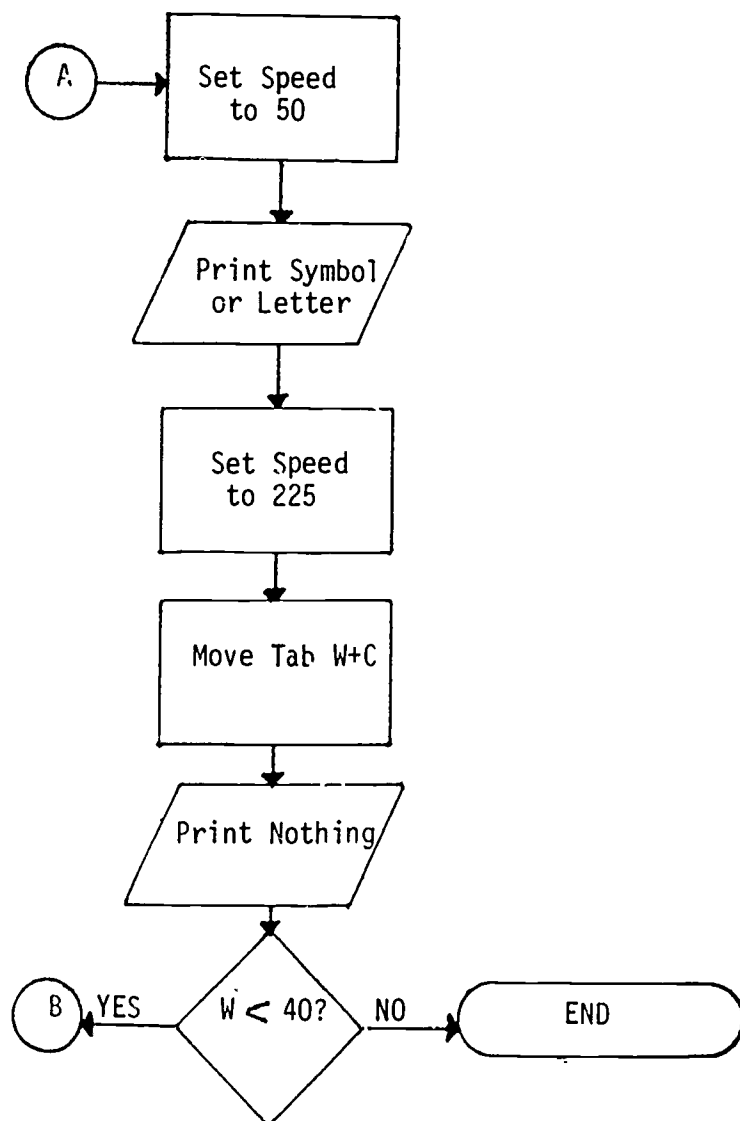 A
Set Speed
to 50
Print Symbol
or Letter
Set Speed
to 225
Move Tab W+C
Print Nothing
B
YES
W < 40?
NO
END